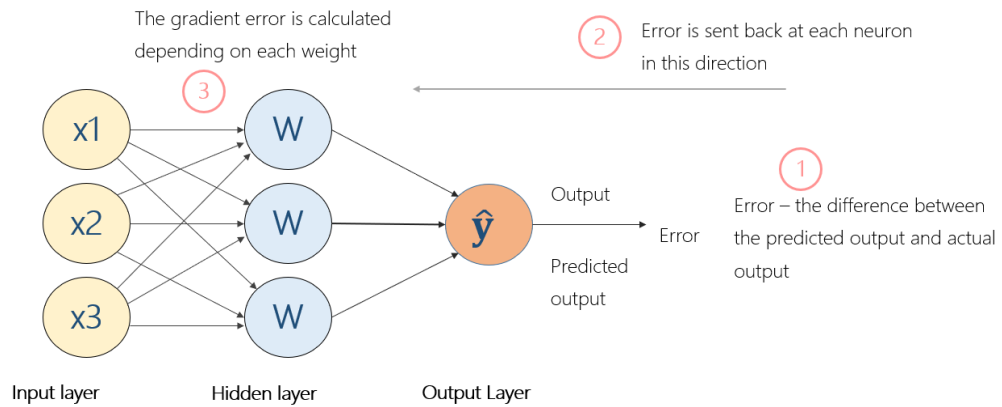 The gradient error is calculated
depending on each weight
3
2
Error is sent back at each neuron
in this direction
x1
W
x2
W
ŷ
Output
Predicted
output
Error
1
Error – the difference between
the predicted output and actual
output
x3
W
Input layer
Hidden layer
Output Layer